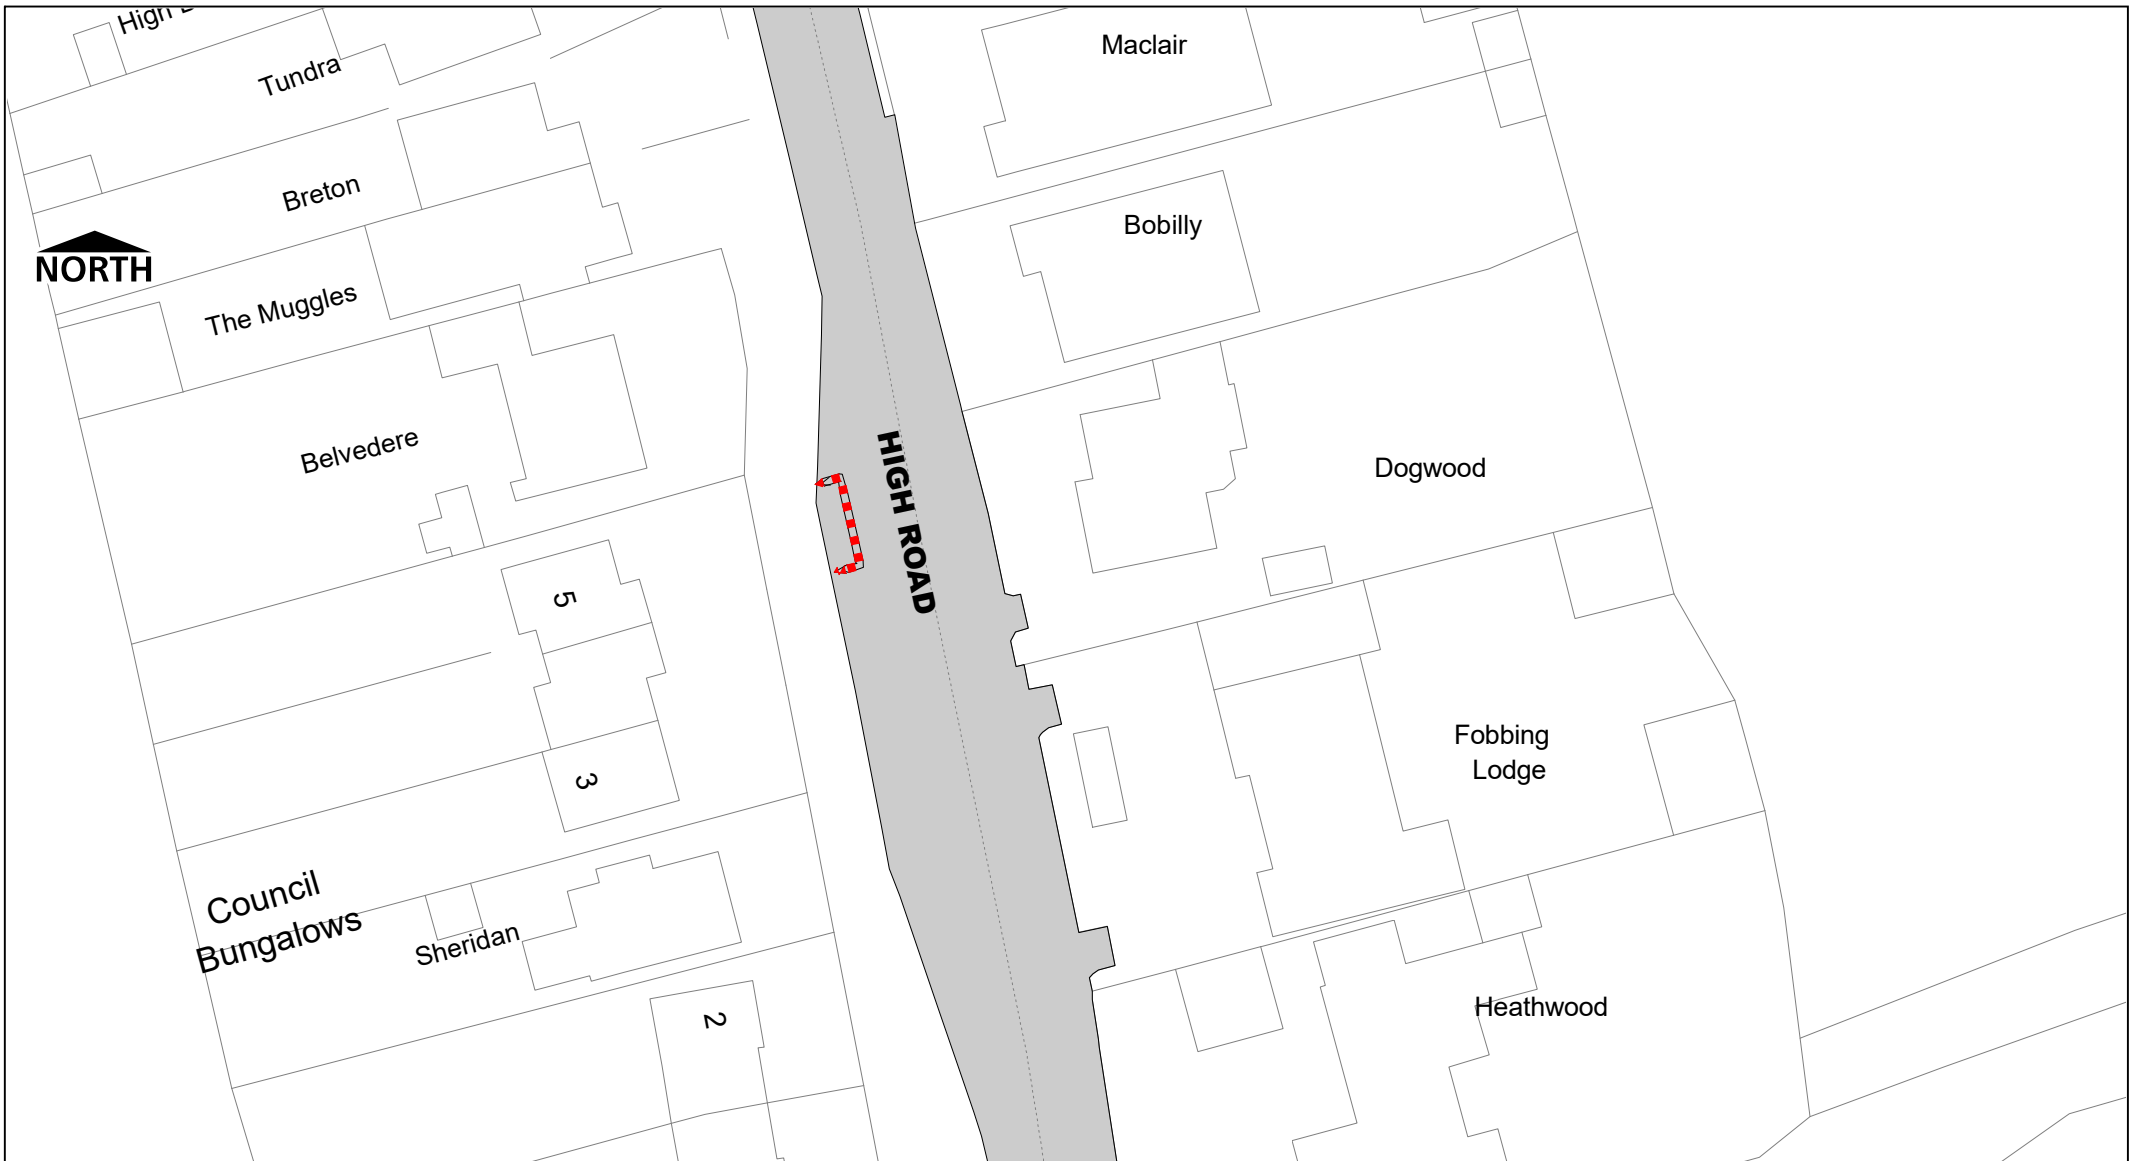 High
Tundra
Maclair
Breton
Bobilly
NORTH
The Muggles
Belvedere
HIGH ROAD
Dogwood
5
Fobbing
Lodge
3
Council
Bungalows
Sheridan
2
Heathwood